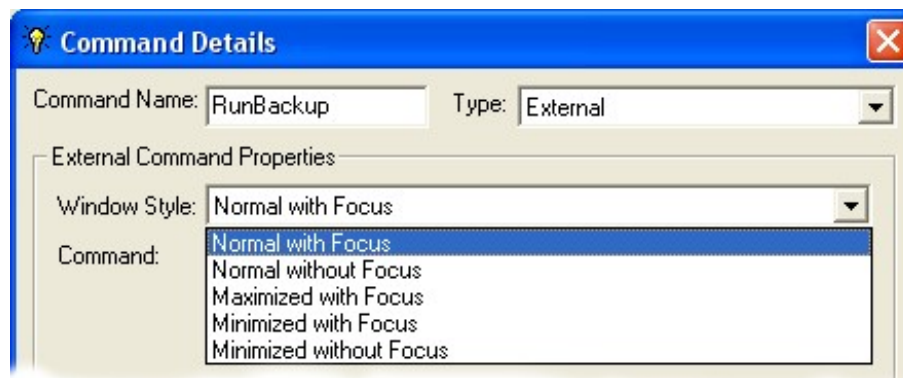 Command Details
Command Name: RunBackup Type: External
External Command Properties
Window Style: Normal with Focus
Command:
Normal with Focus
Normal without Focus
Maximized with Focus
Minimized with Focus
Minimized without Focus